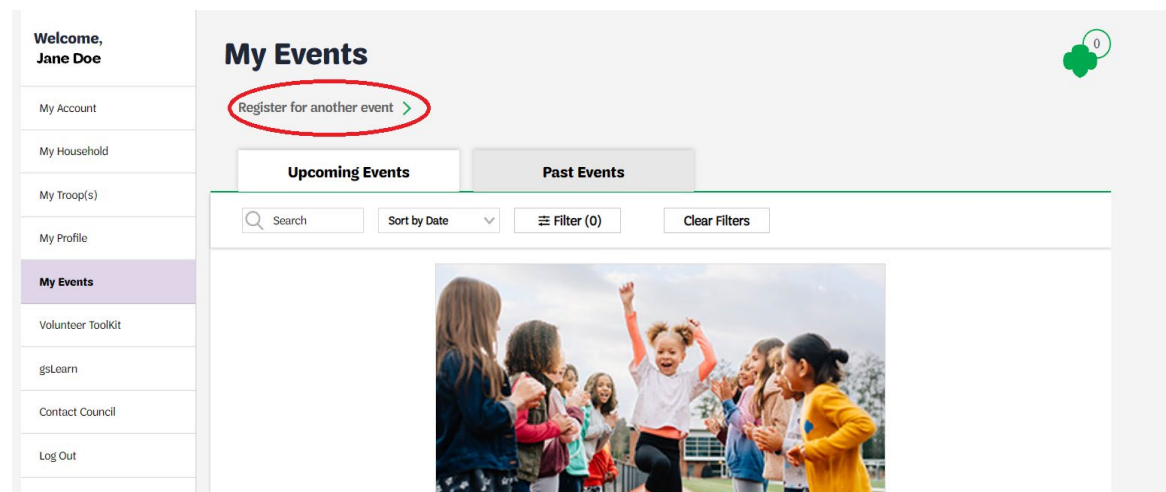 Welcome,
Jane Doe
My Account
My Household
My Troop(s)
My Profile
My Events
Volunteer ToolKit
gsLearn
Contact Council
Log Out
My Events
0
Register for another event >
Upcoming Events
Past Events
Search
Sort by Date
Filter (0)
Clear Filters